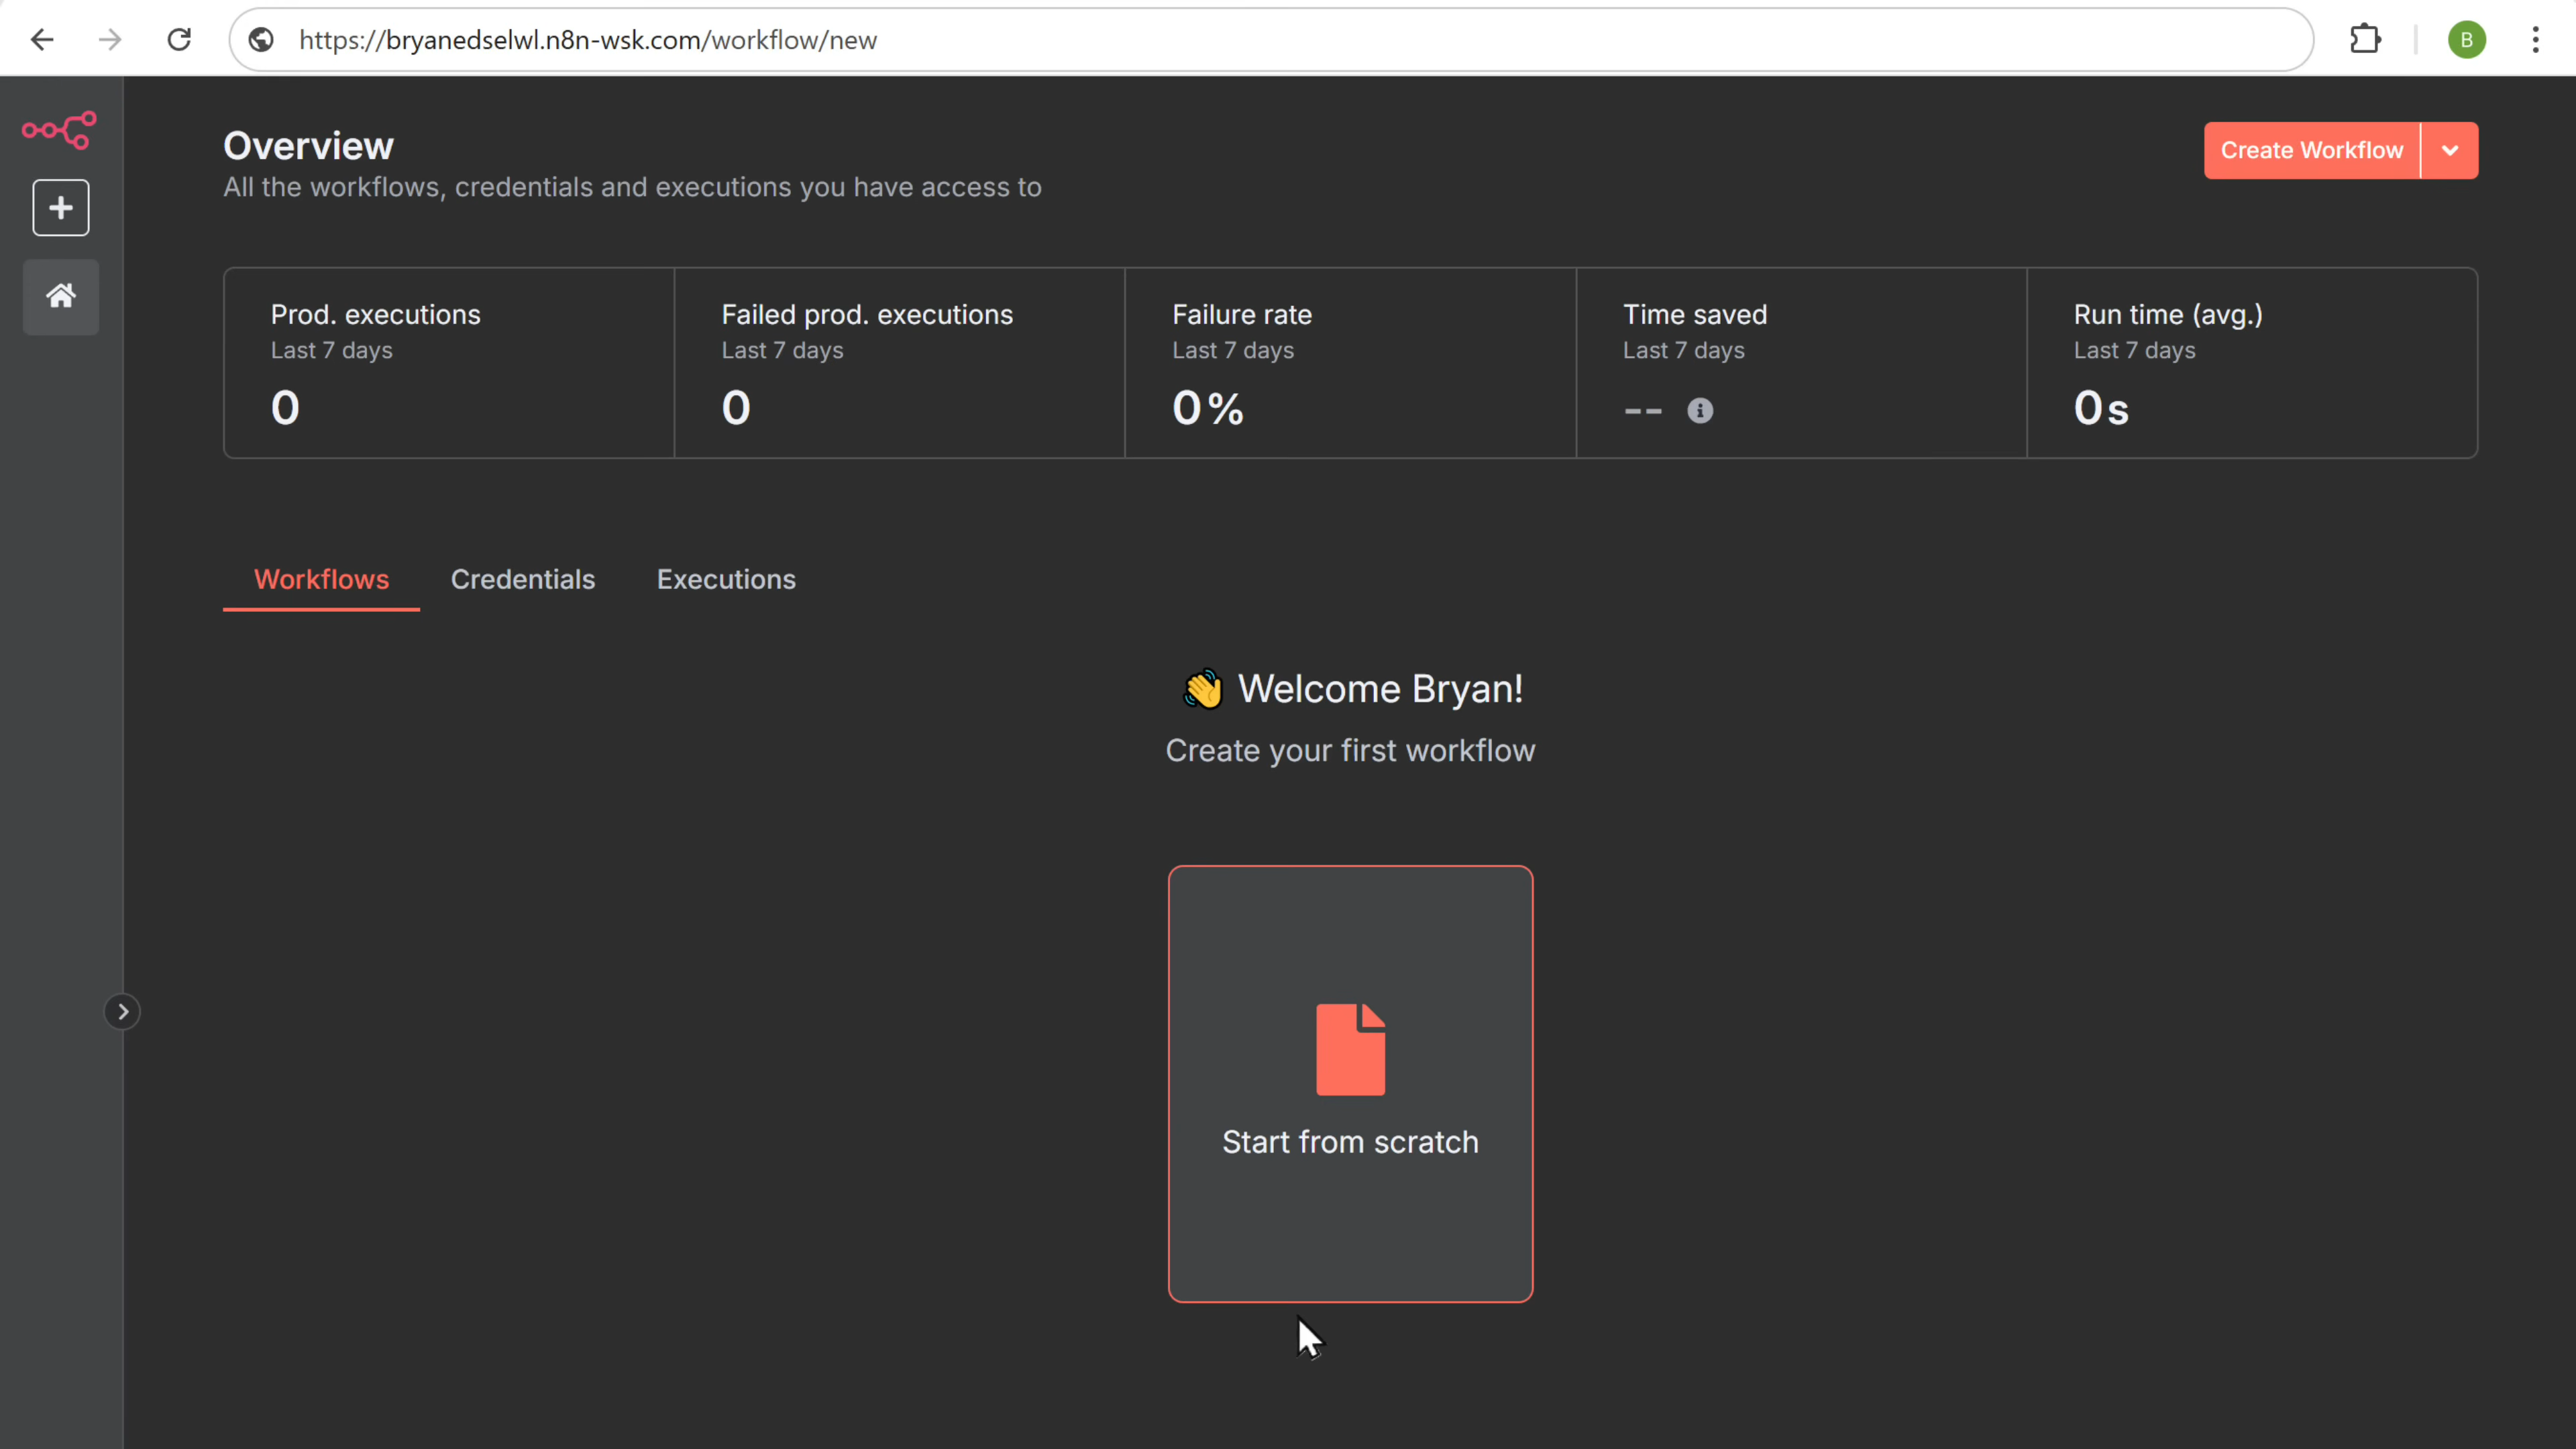 https://bryanedselwl.n8n-wsk.com/workflow/new
B
Overview
All the workflows, credentials and executions you have access to
Create Workflow
Prod. executions
Last 7 days
0
Failed prod. executions
Last 7 days
0
Failure rate
Last 7 days
0%
Time saved
Last 7 days
--
Run time (avg.)
Last 7 days
0s
Workflows
Credentials
Executions
👋 Welcome Bryan!
Create your first workflow
Start from scratch